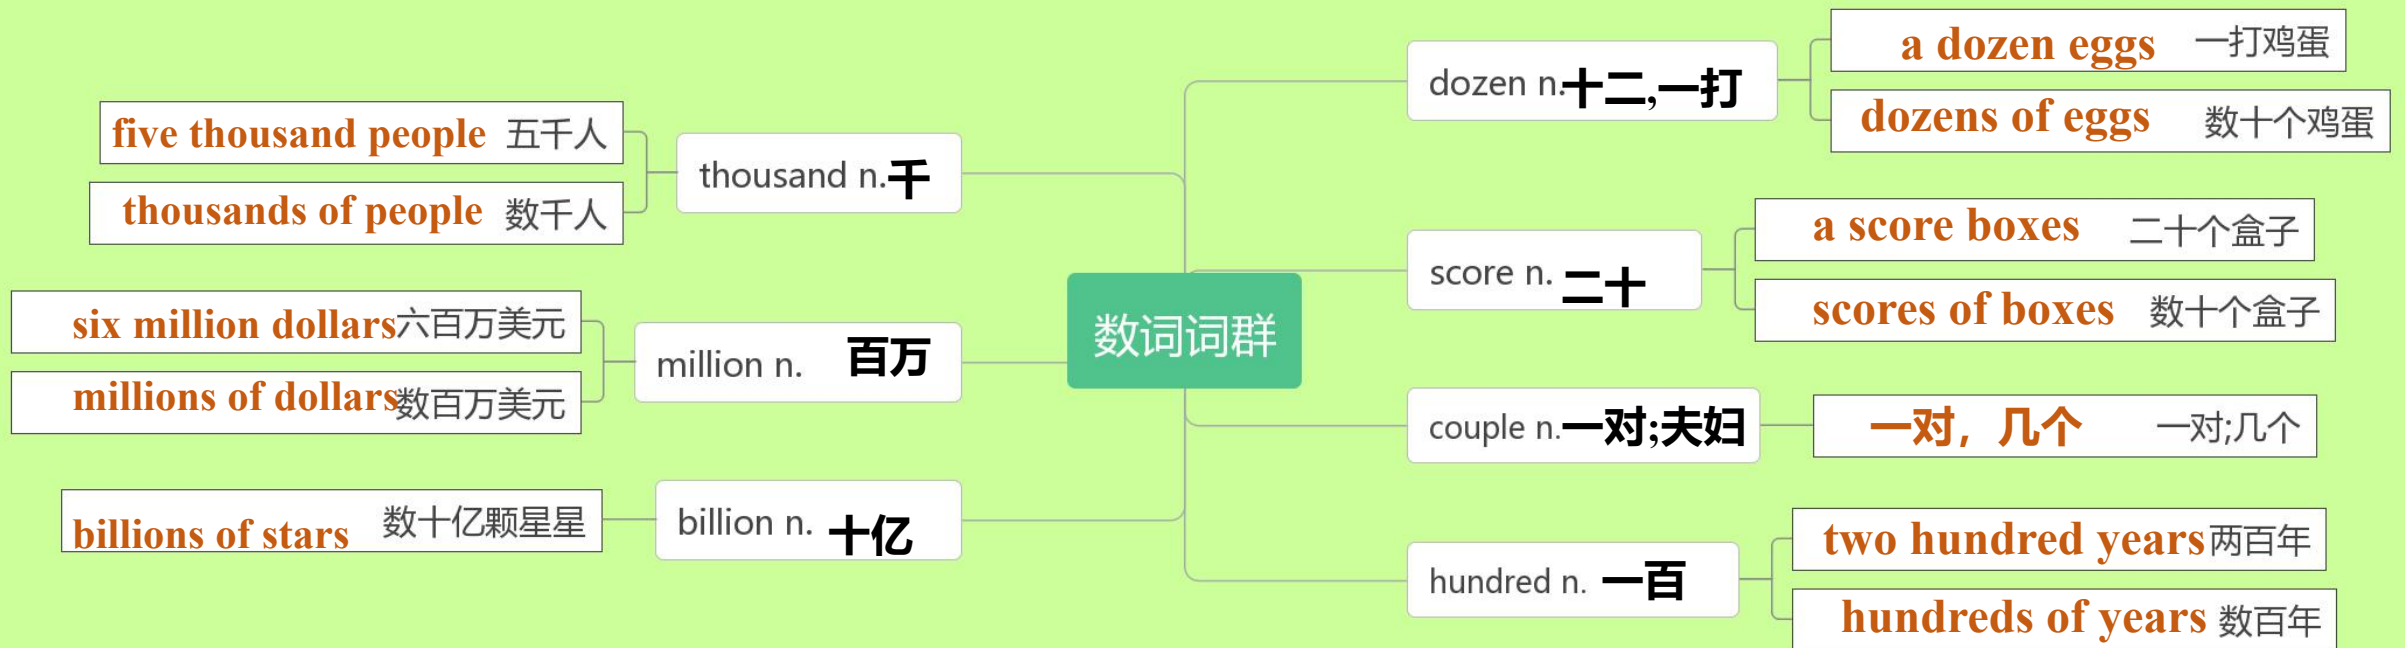 数词词群
thousand n.千
five thousand people 五千人
thousands of people 数千人
million n. 百万
six million dollars六百万美元
millions of dollars数百万美元
billion n. 十亿
billions of stars 数十亿颗星星
dozen n.十二,一打
a dozen eggs 一打鸡蛋
dozens of eggs 数十个鸡蛋
score n. 二十
a score boxes 二十个盒子
scores of boxes 数十个盒子
couple n.一对;夫妇
一对，几个 一对;几个
hundred n. 一百
two hundred years两百年
hundreds of years 数百年